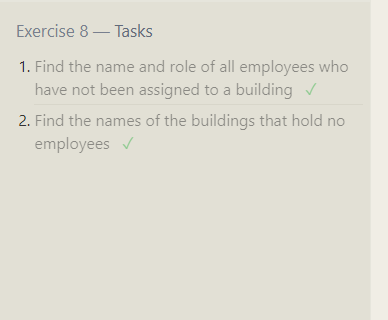 Exercise 8 — Tasks
1. Find the name and role of all employees who
have not been assigned to a building ✓
2. Find the names of the buildings that hold no
employees ✓